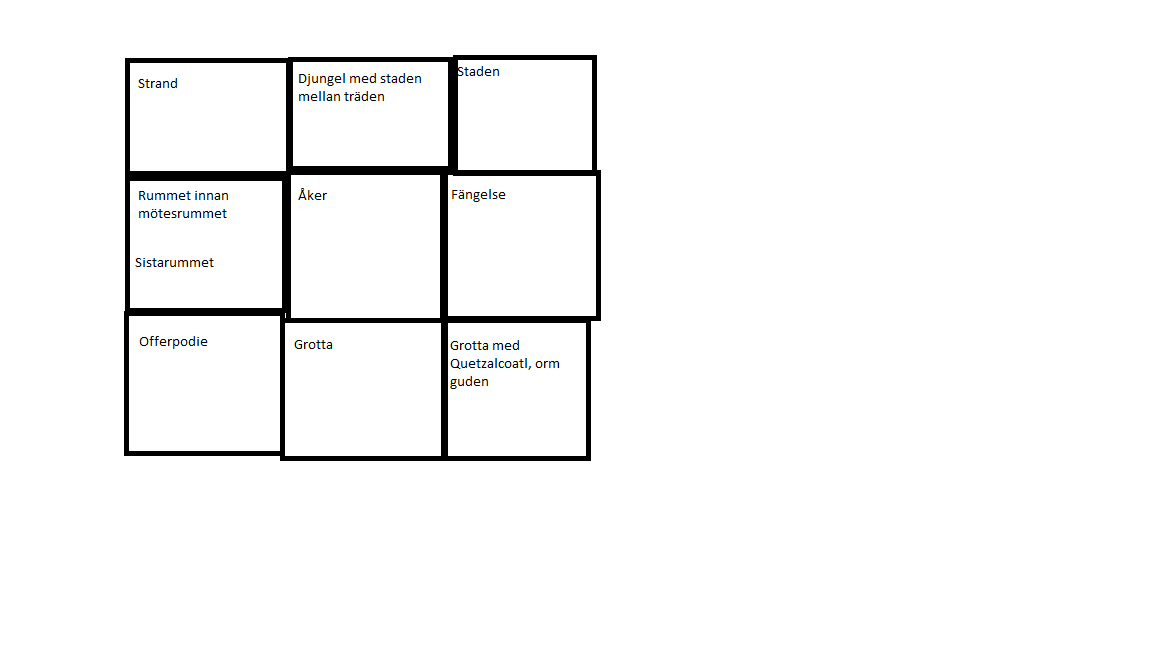 Strand
Djungel med staden
mellan träden
Staden
Rummet innan
mötesrummet
Sistarummet
Åker
Fängelse
Offerpodie
Grotta
Grotta med
Quetzalcoatl, orm
guden